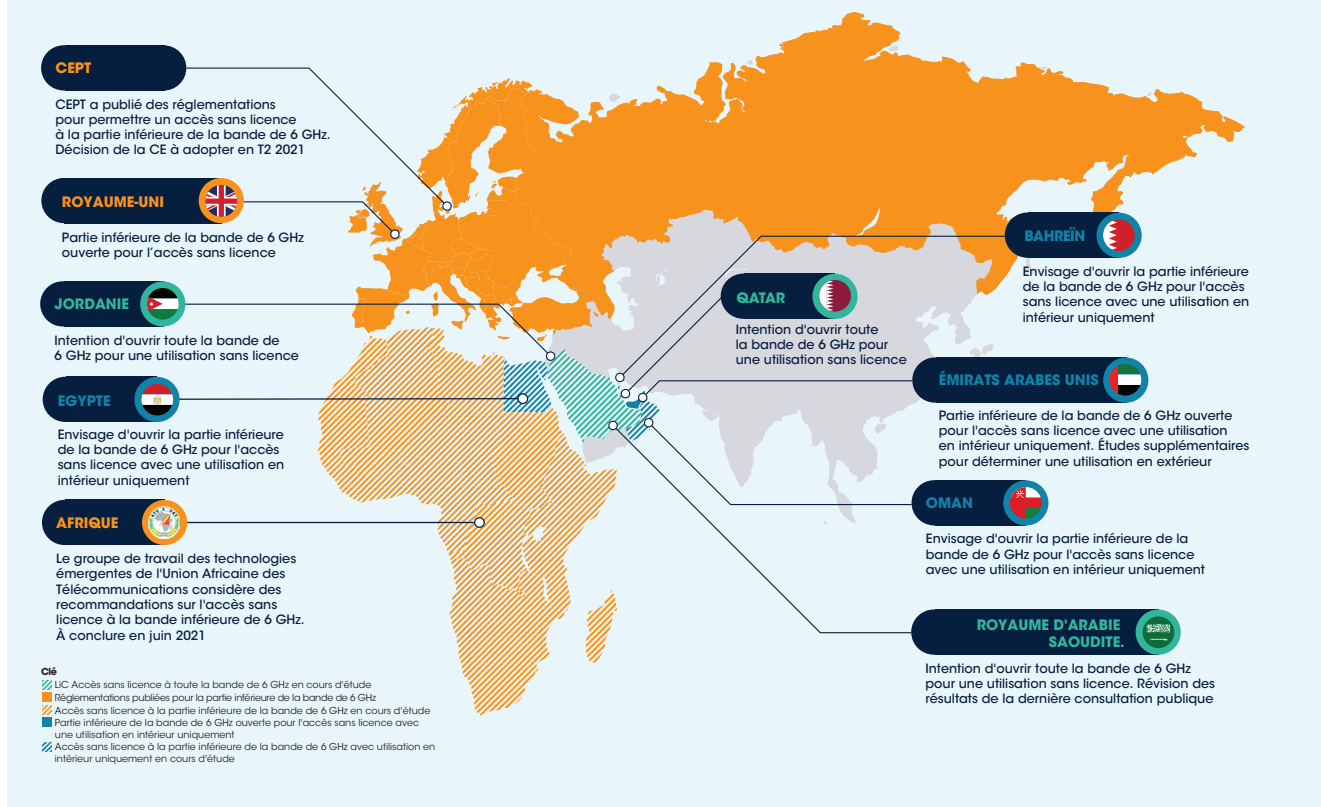 CEPT
CEPT a publié des réglementations
pour permettre un accès sans licence
à la partie inférieure de la bande de 6 GHz.
Décision de la CE à adopter en T2 2021
ROYAUME-UNI
Partie inférieure de la bande de 6 GHz
ouverte pour l’accès sans licence
JORDANIE
Intention d'ouvrir toute la bande de
6 GHz pour une utilisation sans licence
EGYPTE
Envisage d'ouvrir la partie inférieure
de la bande de 6 GHz pour l'accès
sans licence avec une utilisation en
intérieur uniquement
AFRIQUE
Le groupe de travail des technologies
émergentes de l'Union Africaine des
Télécommunications considère des
recommandations sur l'accès sans
licence à la bande inférieure de 6 GHz.
À conclure en juin 2021
BAHREÏN
Envisage d'ouvrir la partie inférieure
de la bande de 6 GHz pour l'accès
sans licence avec une utilisation en
intérieur uniquement
QATAR
Intention d'ouvrir toute
la bande de 6 GHz pour
une utilisation sans licence
ÉMIRATS ARABES UNIS
Partie inférieure de la bande de 6 GHz ouverte
pour l'accès sans licence avec une utilisation
en intérieur uniquement. Études supplémentaires
pour déterminer une utilisation en extérieur
OMAN
Envisage d'ouvrir la partie inférieure de la
bande de 6 GHz pour l'accès sans licence
avec une utilisation en intérieur uniquement
ROYAUME D'ARABIE
SAOUDITE.
Intention d'ouvrir toute la bande de 6 GHz
pour une utilisation sans licence. Révision des
résultats de la dernière consultation publique
Clé
LiC Accès sans licence à toute la bande de 6 GHz en cours d'étude
Réglementations publiées pour la partie inférieure de la bande de 6 GHz
Accès sans licence à la partie inférieure de la bande de 6 GHz en cours d'étude
Partie inférieure de la bande de 6 GHz ouverte pour l'accès sans licence avec
une utilisation en intérieur uniquement
Accès sans licence à la partie inférieure de la bande de 6 GHz avec utilisation en
intérieur uniquement en cours d'étude